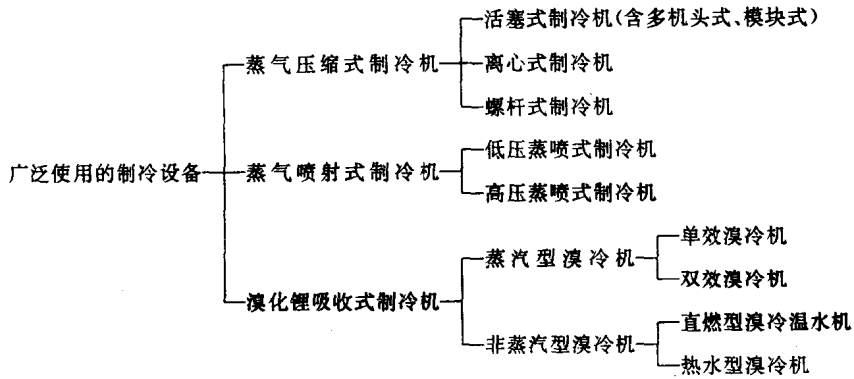 广泛使用的制冷设备
蒸气压缩式制冷机
活塞式制冷机(含多机头式、模块式)
离心式制冷机
螺杆式制冷机
蒸气喷射式制冷机
低压蒸喷式制冷机
高压蒸喷式制冷机
溴化锂吸收式制冷机
蒸汽型溴冷机
单效溴冷机
双效溴冷机
非蒸汽型溴冷机
直燃型溴冷温水机
热水型溴冷机